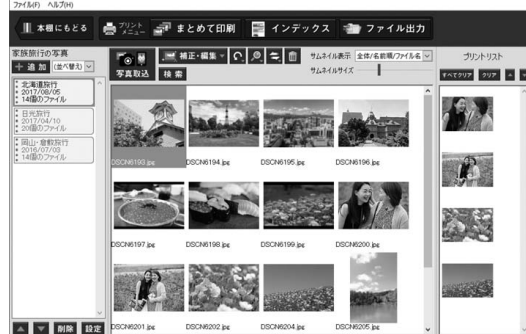 ファイル(F) ヘルプ(H)
本棚にもどる
プリント
メニュー
まとめて印刷
インデックス
ファイル出力
家族旅行の写真
追加
(並べ替え)
北海道旅行
2017/08/05
14個のファイル
日光旅行
2017/04/10
20個のファイル
岡山・倉敷旅行
2016/07/03
14個のファイル
削除
設定
写真取込
補正・編集
検索
サムネイル表示
全体/名前順/ファイル名
サムネイルサイズ
DSCN6193.jpg
DSCN6194.jpg
DSCN6195.jpg
DSCN6196.jpg
DSCN6197.jpg
DSCN6198.jpg
DSCN6199.jpg
DSCN6200.jpg
DSCN6201.jpg
DSCN6202.jpg
DSCN6204.jpg
DSCN6205.jpg
プリントリスト
すべてクリア
クリア